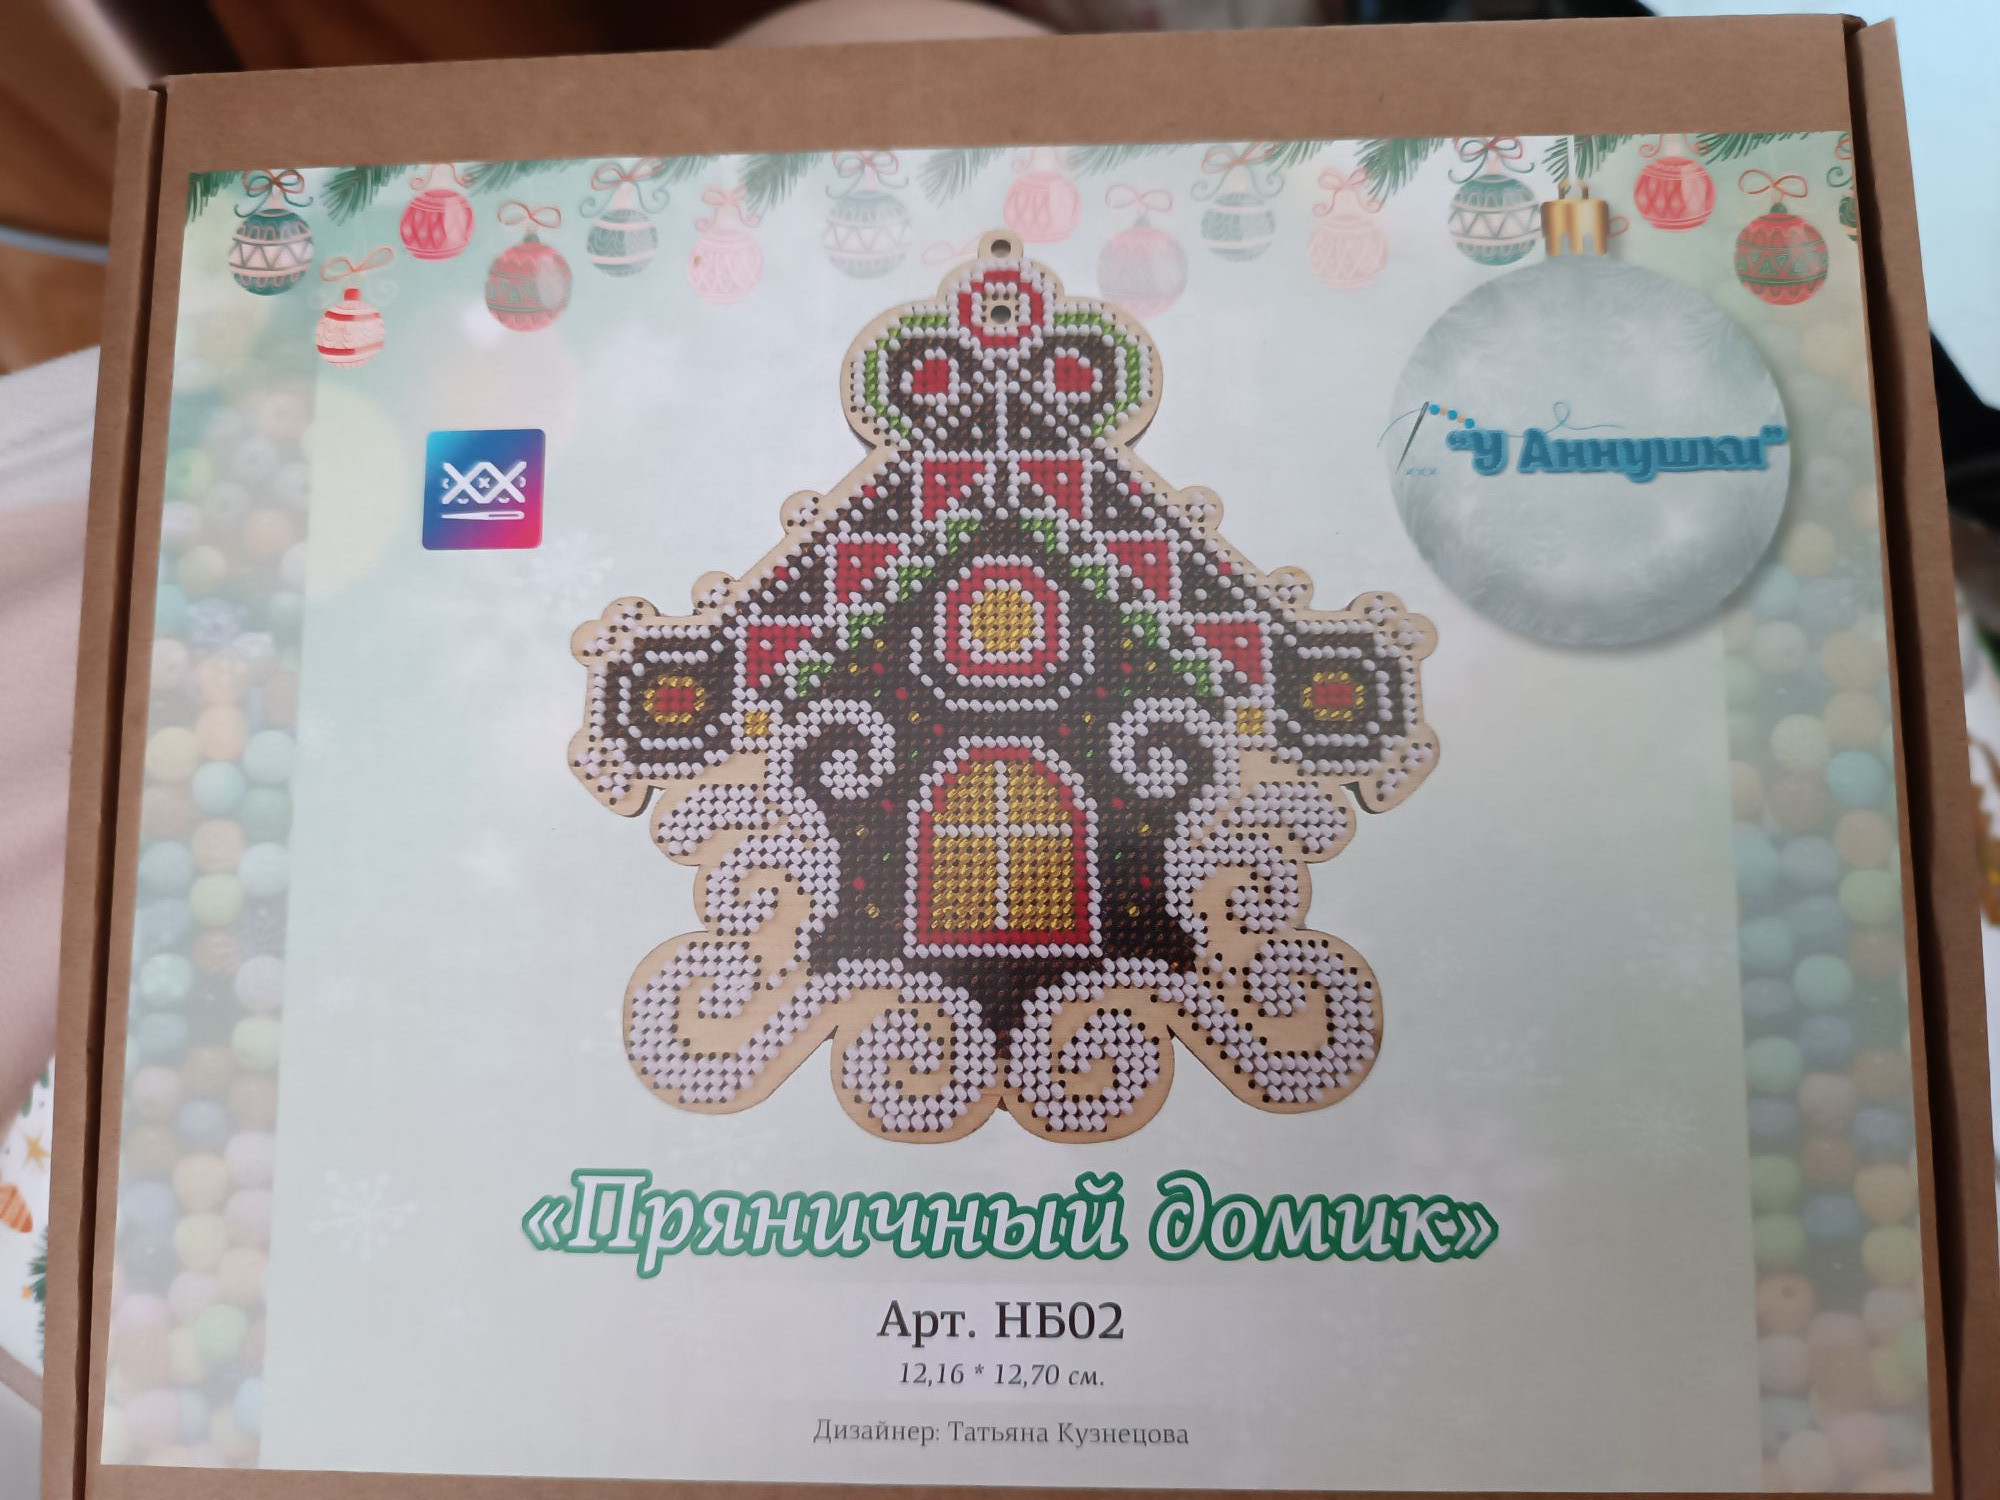 "У Аннушки"
«Пряничный домик»
Арт. НБ02
12,16 * 12,70 см.
Дизайнер: Татьяна Кузнецова